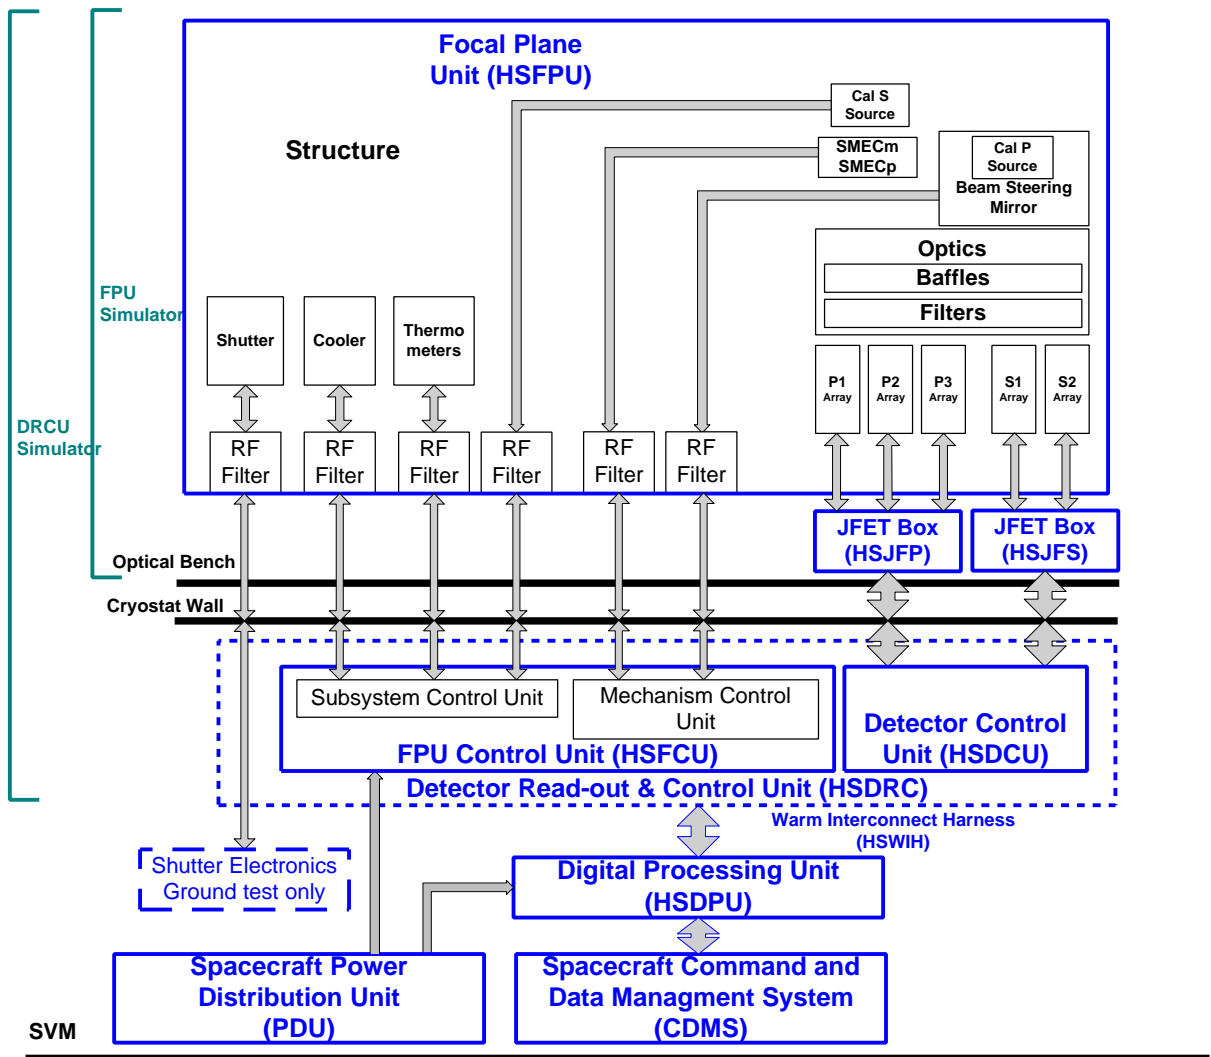 Focal Plane
Unit (HSFPU)
Structure
Cal S
Source
SMECm
SMECp
Cal P
Source
Beam Steering
Mirror
Optics
Baffles
Filters
FPU
Simulator
Shutter
Cooler
Thermo
meters
P1
Array
P2
Array
P3
Array
S1
Array
S2
Array
DRCU
Simulator
RF
Filter
RF
Filter
RF
Filter
RF
Filter
RF
Filter
RF
Filter
JFET Box
(HSJFP)
JFET Box
(HSJFS)
Optical Bench
Cryostat Wall
Subsystem Control Unit
Mechanism Control
Unit
FPU Control Unit (HSFCU)
Detector Control
Unit (HSDCU)
Detector Read-out & Control Unit (HSDRC)
Warm Interconnect Harness
(HSWIH)
Shutter Electronics
Ground test only
Digital Processing Unit
(HSDPU)
Spacecraft Power
Distribution Unit
(PDU)
Spacecraft Command and
Data Managment System
(CDMS)
SVM